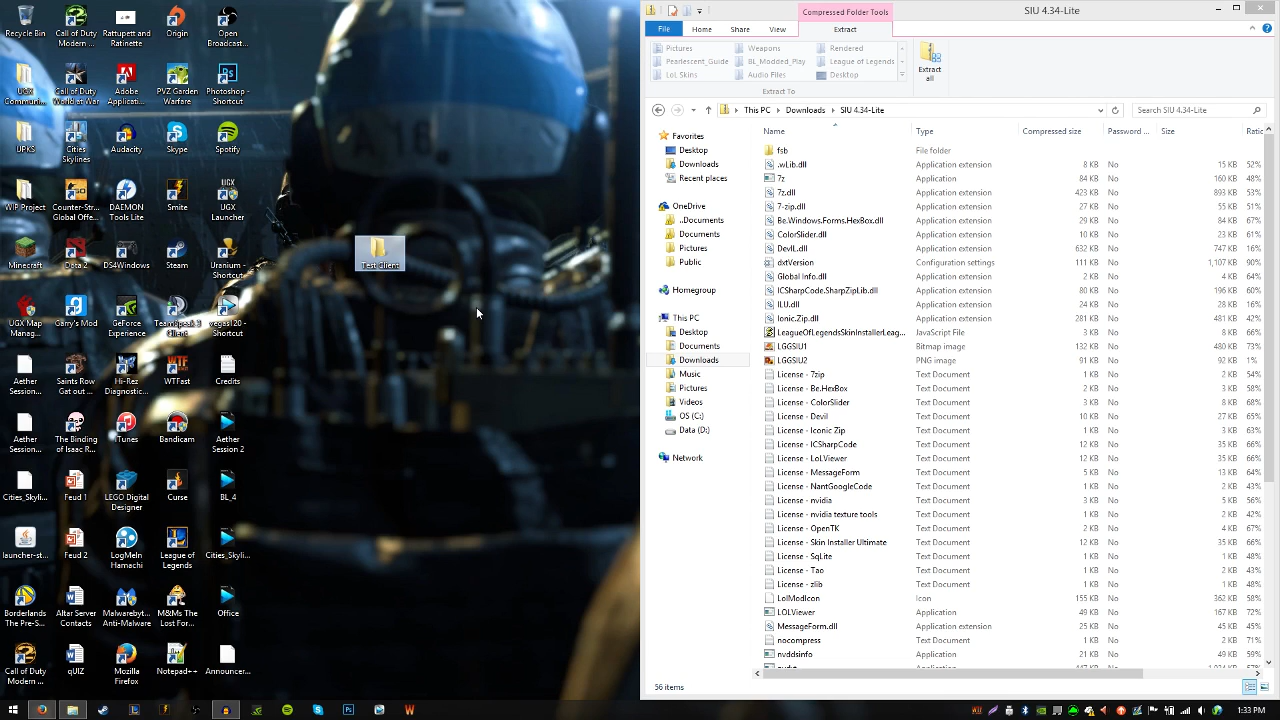 Recycle Bin
Call of Duty Modern ...
Rattupett and Ratinette
Origin
Open Broadcast...
UGX Commun...
Call of Duty World at War
Adobe Applicati...
PVZ Garden Warfare
Photoshop - Shortcut
UPKS
Cities Skylines
Audacity
Skype
Spotify
WIP Project
Counter-Str... Global Offe...
DAEMON Tools Lite
Smite
UGX Launcher
Minecraft
Dota 2
DS4Windows
Steam
Uranium - Shortcut
UGX Map Manag...
Garry's Mod
GeForce Experience
TeamSpeak 3 Client
vegas120 - Shortcut
Aether Session
Saints Row Gat out o...
Hi-Rez Diagnostic...
WTFast
Credits
Aether Session
The Binding of Isaac R...
iTunes
Bandicam
Aether Session 2
Cities_Skyli...
Feud 1
LEGO Digital Designer
Curse
BL_4
launcher-st...
Feud 2
LogMeIn Hamachi
League of Legends
Cities_Skyli...
Borderlands The Pre-S...
Alter Server Contacts
Malwarebyt... Anti-Malware
M&Ms The Lost For...
Office
Call of Duty Modern ...
qUIZ
Mozilla Firefox
Notepad++
Announcer...
Test Client
Compressed Folder Tools
SIU 4.34-Lite
File
Home
Share
View
Extract
Pictures
Weapons
Rendered
Pearlescent_Guide
BL_Modded_Play
League of Legends
LoL Skins
Audio Files
Desktop
Extract To
Extract all
This PC
Downloads
SIU 4.34-Lite
Search SIU 4.34-Lite
Favorites
Desktop
Downloads
Recent places
OneDrive
..Documents
Documents
Pictures
Public
Homegroup
This PC
Desktop
Documents
Downloads
Music
Pictures
Videos
OS (C:)
Data (D:)
Network
Name Type Compressed size Password ... Size Ratio
fsb File folder
.wLib.dll Application extension 8 KB No 15 KB 52%
7z Application 84 KB No 160 KB 48%
7z.dll Application extension 423 KB No 893 KB 53%
7-zip.dll Application extension 27 KB No 55 KB 51%
Be.Windows.Forms.HexBox.dll Application extension 29 KB No 84 KB 67%
ColorSlider.dll Application extension 10 KB No 23 KB 61%
DevIL.dll Application extension 632 KB No 747 KB 16%
dxtVersion Configuration settings 111 KB No 1,107 KB 90%
Global Info.dll Application extension 2 KB No 4 KB 64%
ICSharpCode.SharpZipLib.dll Application extension 80 KB No 196 KB 60%
ILU.dll Application extension 24 KB No 28 KB 16%
Ionic.Zip.dll Application extension 281 KB No 481 KB 42%
LeagueOfLegendsSkinInstallerLeag... JavaScript File 3 KB No 9 KB 73%
LGGSIU1 Bitmap image 132 KB No 480 KB 73%
LGGSIU2 PNG image 91 KB No 92 KB 1%
License - 7zip Text Document 2 KB No 2 KB 54%
License - Be.HexBox Text Document 1 KB No 3 KB 58%
License - ColorSlider Text Document 3 KB No 8 KB 68%
License - Devil Text Document 10 KB No 27 KB 65%
License - Iconic Zip Text Document 1 KB No 3 KB 63%
License - ICSharpCode Text Document 12 KB No 35 KB 66%
License - LoLViewer Text Document 12 KB No 35 KB 66%
License - MessageForm Text Document 5 KB No 13 KB 64%
License - NantGoogleCode Text Document 1 KB No 2 KB 43%
License - nvidia Text Document 3 KB No 5 KB 56%
License - nvidia texture tools Text Document 1 KB No 2 KB 42%
License - OpenTK Text Document 2 KB No 4 KB 67%
License - Skin Installer Ultimate Text Document 12 KB No 35 KB 66%
License - SqLite Text Document 1 KB No 1 KB 48%
License - Tao Text Document 1 KB No 2 KB 43%
License - zlib Text Document 1 KB No 1 KB 48%
LolModIcon Icon 155 KB No 362 KB 58%
LOLViewer Application 49 KB No 167 KB 72%
MessageForm.dll Application extension 25 KB No 45 KB 45%
nocompress Text Document 1 KB No 2 KB 71%
nvddsinfo Application 21 KB No 49 KB 59%
56 items
1:33 PM